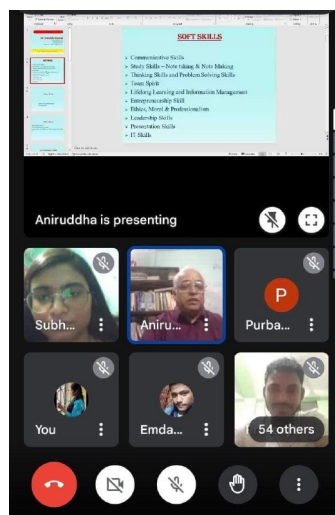 SOFT SKILLS
Communicative Skills
Study Skills – Note taking & Note Making
Thinking Skills and Problem Solving Skills
Team Spirit
Lifelong Learning and Information Management
Entrepreneurship Skill
Ethics, Moral & Professionalism
Leadership Skills
Presentation Skills
IT Skills
Aniruddha is presenting
P
Subh...
Aniru...
Purba...
You
Emda...
54 others